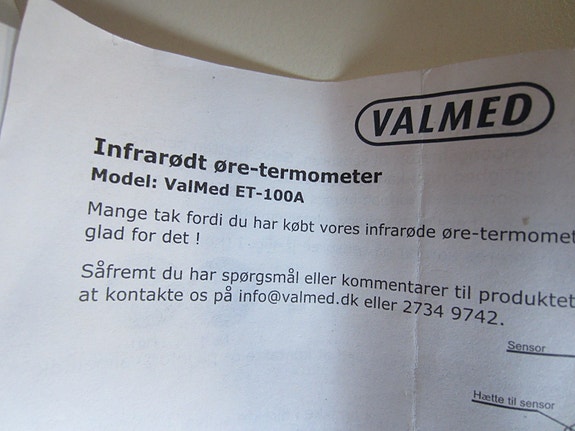 VALMED
Infrarødt øre-termometer
Model: ValMed ET-100A
Mange tak fordi du har købt vores infrarøde øre-termomet
glad for det !
Såfremt du har spørgsmål eller kommentarer til produktet
at kontakte os på info@valmed.dk eller 2734 9742.
Sensor
Hætte til sensor